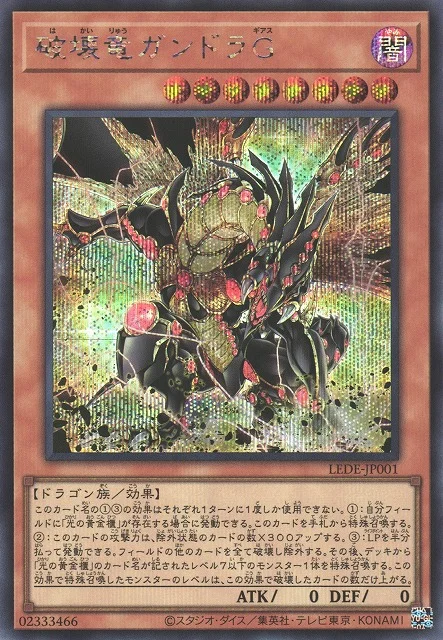 破壊竜ガンドラG
闇
LEDE-JP001
【ドラゴン族/効果】
このカード名の①③の効果はそれぞれ1ターンに1度しか使用できない。①:自分フィー
ルドに「光の黄金櫃」が存在する場合に発動できる。このカードを手札から特殊召喚する。
②:このカードの攻撃力は、除外状態のカードの数×300アップする。③:LPを半分
払って発動できる。フィールドの他のカードを全て破壊し除外する。その後、デッキから
「光の黄金櫃」のカード名が記されたレベル7以下のモンスター1体を特殊召喚する。この
効果で特殊召喚したモンスターのレベルは、この効果で破壊したカードの数だけ上がる。
ATK/ 0 DEF/ 0
02333466 ©スタジオ・ダイス/集英社・テレビ東京・KONAMI